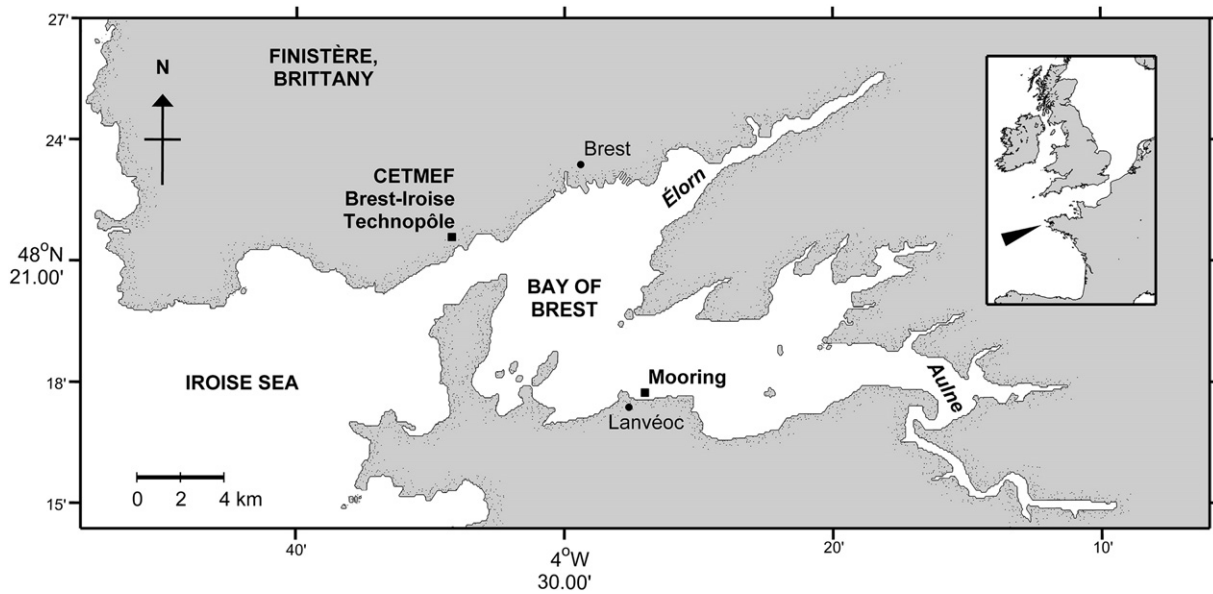 27'
FINISTÈRE,
BRITTANY
N
24'
Brest
CETMEF
Brest-Iroise
Technopôle
Élorn
48°N
21.00'
BAY OF
BREST
IROISE SEA
18'
Mooring
Aulne
Lanvéoc
0 2 4 km
15'
40'
4°W
30.00'
20'
10'